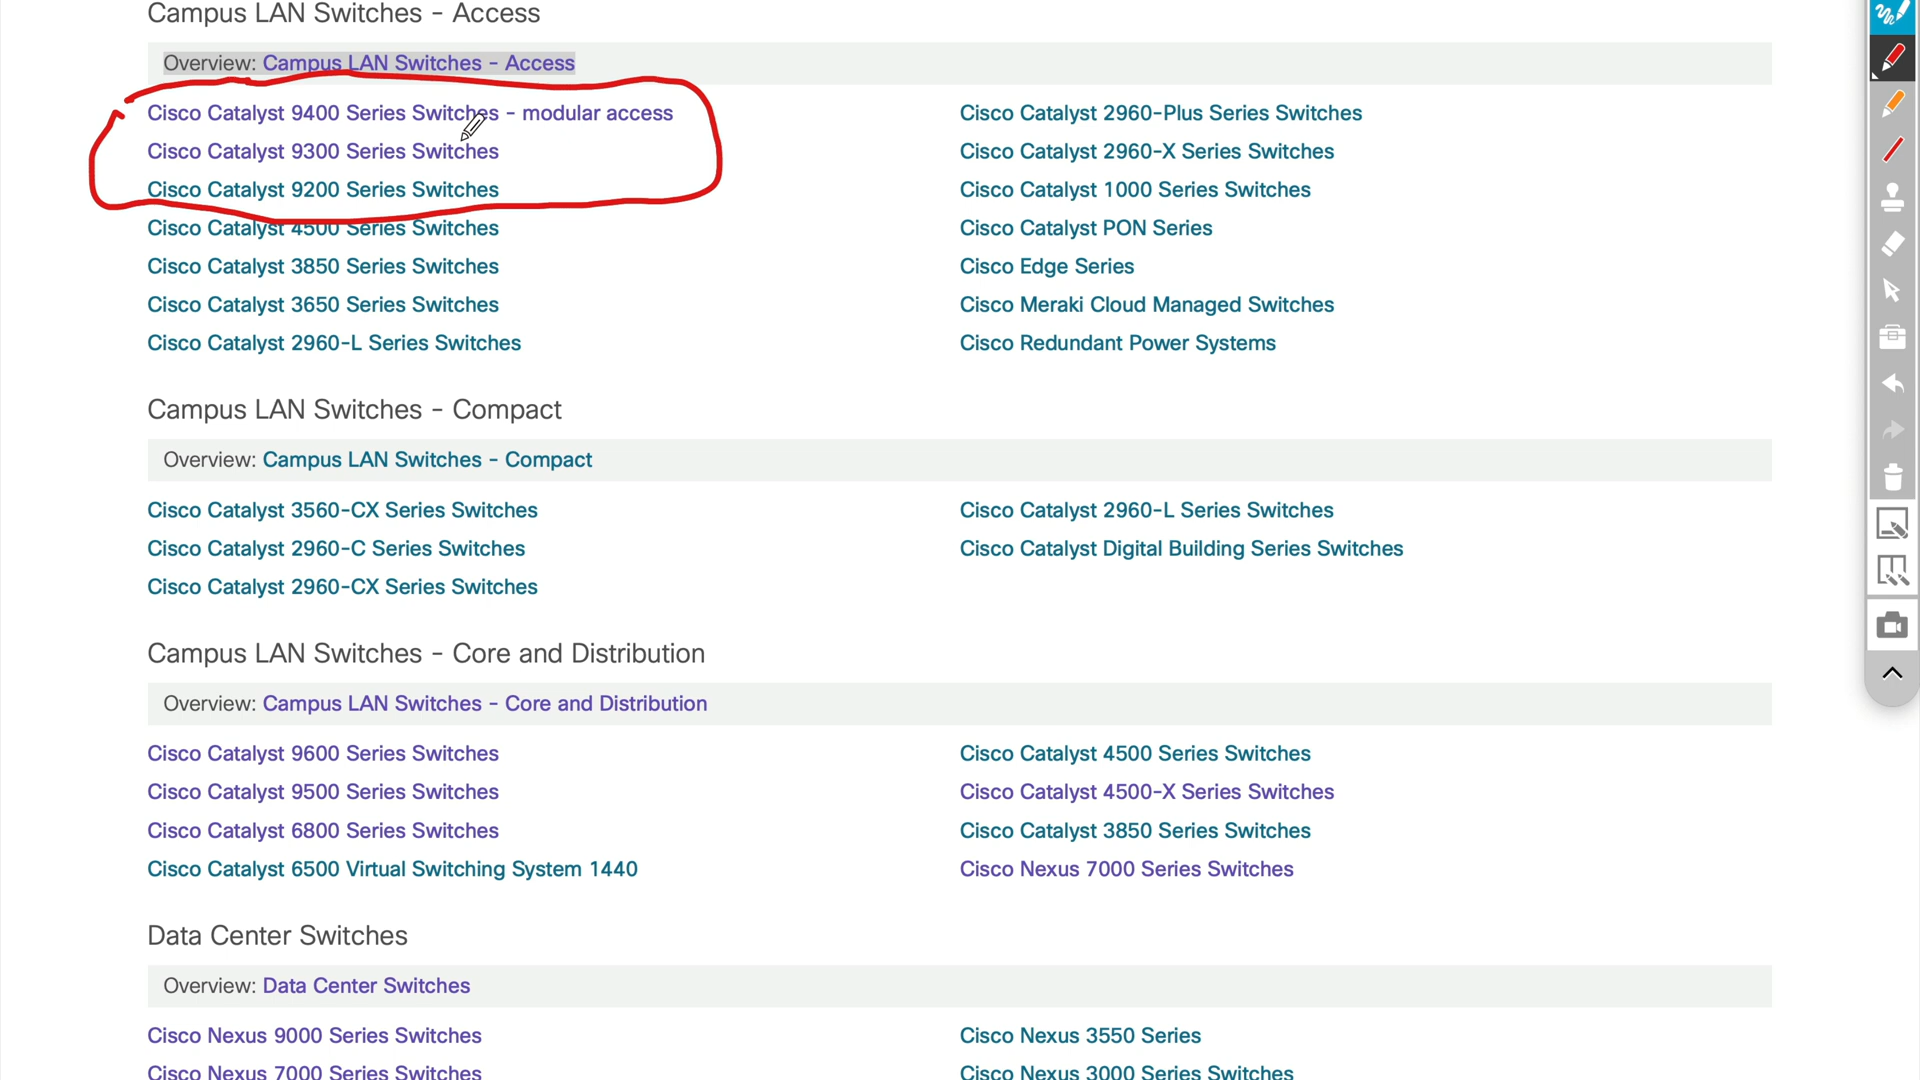 Campus LAN Switches - Access
Overview: Campus LAN Switches - Access
Cisco Catalyst 9400 Series Switches - modular access
Cisco Catalyst 9300 Series Switches
Cisco Catalyst 9200 Series Switches
Cisco Catalyst 4500 Series Switches
Cisco Catalyst 3850 Series Switches
Cisco Catalyst 3650 Series Switches
Cisco Catalyst 2960-L Series Switches
Cisco Catalyst 2960-Plus Series Switches
Cisco Catalyst 2960-X Series Switches
Cisco Catalyst 1000 Series Switches
Cisco Catalyst PON Series
Cisco Edge Series
Cisco Meraki Cloud Managed Switches
Cisco Redundant Power Systems
Campus LAN Switches - Compact
Overview: Campus LAN Switches - Compact
Cisco Catalyst 3560-CX Series Switches
Cisco Catalyst 2960-C Series Switches
Cisco Catalyst 2960-CX Series Switches
Cisco Catalyst 2960-L Series Switches
Cisco Catalyst Digital Building Series Switches
Campus LAN Switches - Core and Distribution
Overview: Campus LAN Switches - Core and Distribution
Cisco Catalyst 9600 Series Switches
Cisco Catalyst 9500 Series Switches
Cisco Catalyst 6800 Series Switches
Cisco Catalyst 6500 Virtual Switching System 1440
Cisco Catalyst 4500 Series Switches
Cisco Catalyst 4500-X Series Switches
Cisco Catalyst 3850 Series Switches
Cisco Nexus 7000 Series Switches
Data Center Switches
Overview: Data Center Switches
Cisco Nexus 9000 Series Switches
Cisco Nexus 7000 Series Switches
Cisco Nexus 3550 Series
Cisco Nexus 3000 Series Switches